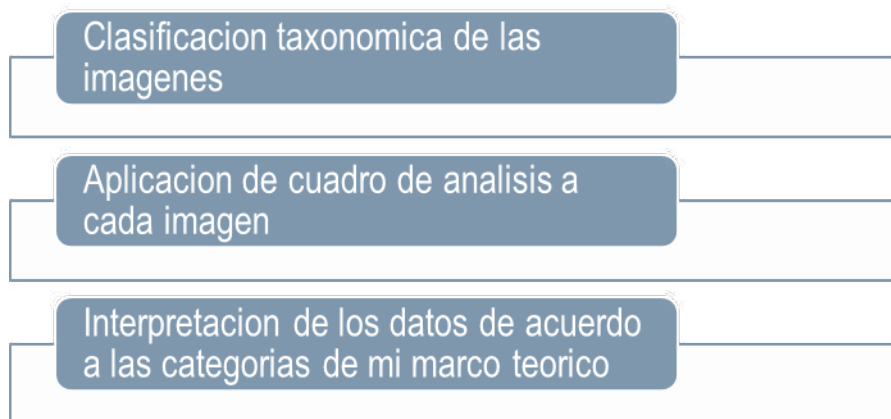 Clasificacion taxonomica de las
imagenes
Aplicacion de cuadro de analisis a
cada imagen
Interpretacion de los datos de acuerdo
a las categorias de mi marco teorico